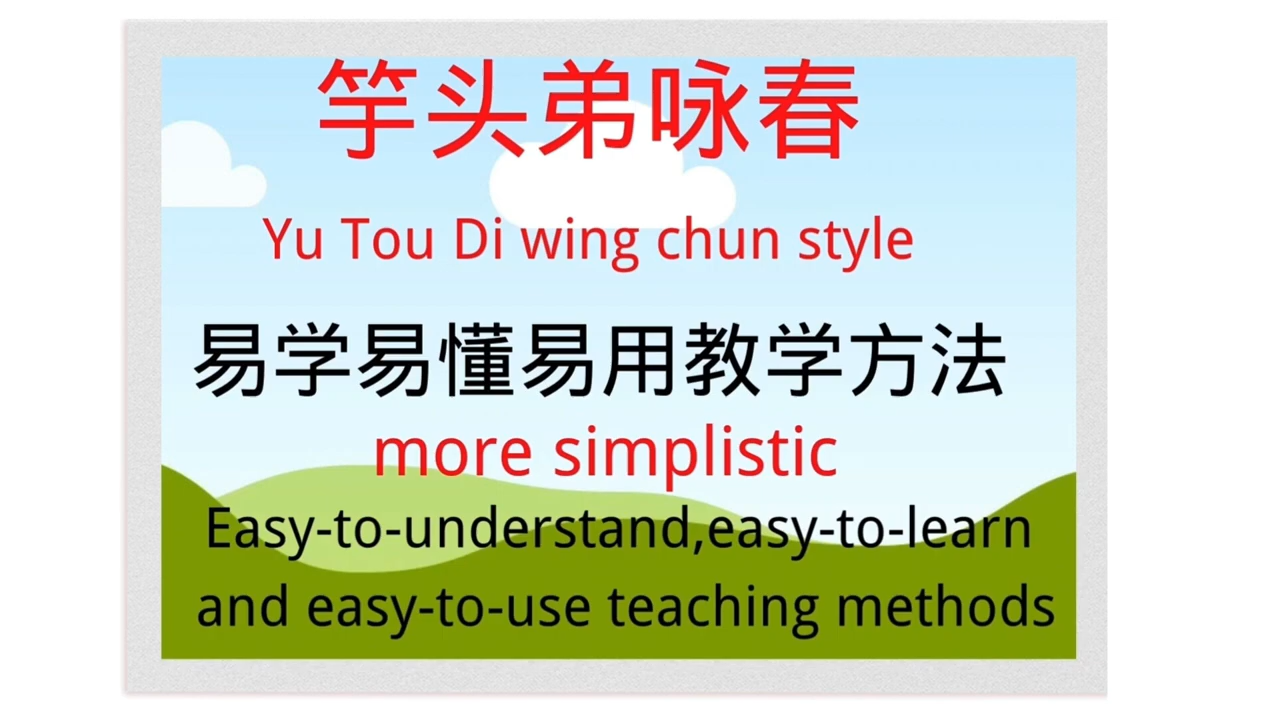 竽头弟咏春
Yu Tou Di wing chun style
易学易懂易用教学方法
more simplistic
Easy-to-understand,easy-to-learn
and easy-to-use teaching methods